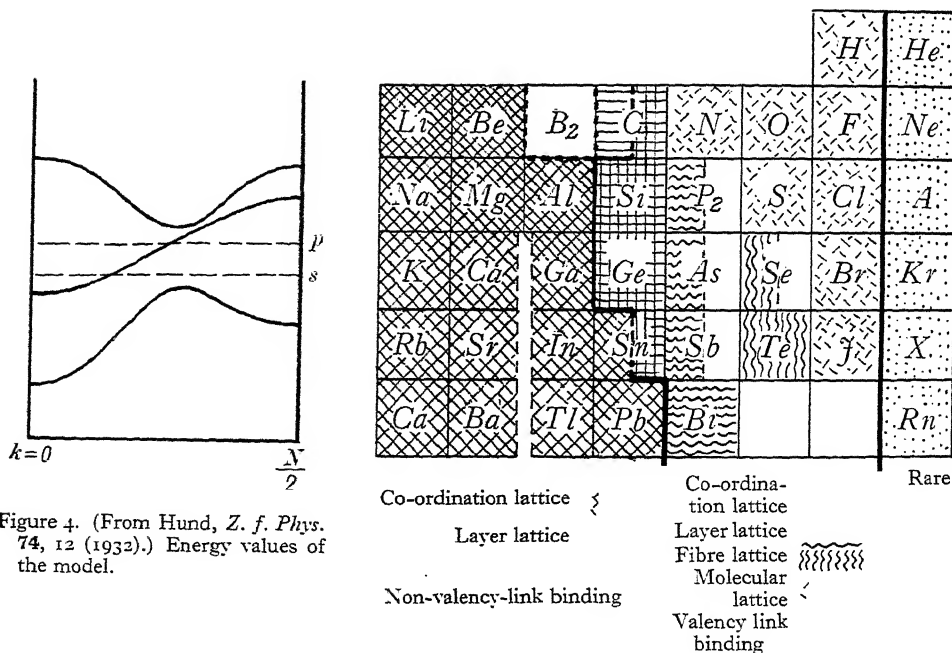 H He
Li Be B₂ C N O F Ne
Na Mg Al Si P₂ S Cl A
K Ca Ga Ge As Se Br Kr
Rb Sr In Sn Sb Te J X
Ca Ba Tl Pb Bi Rn
p
s
k=0
N/2
Figure 4. (From Hund, Z. f. Phys.
74, 12 (1932).) Energy values of
the model.
Co-ordination lattice
Layer lattice
Non-valency-link binding
Co-ordina-
tion lattice
Layer lattice
Fibre lattice
Molecular
lattice
Valency link
binding
Rare